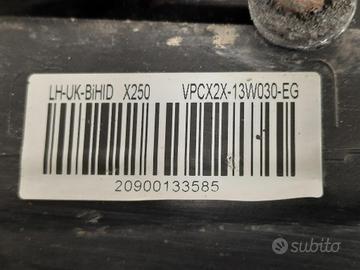 LH-UK-BiHID X250 VPCX2X-13W030-EG
20900133585
subito